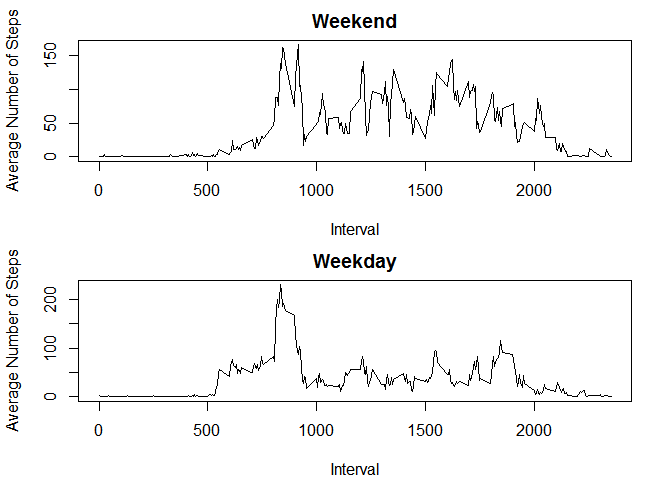 Weekend
Average Number of Steps
0 50 150
0 500 1000 1500 2000
Interval
Weekday
Average Number of Steps
0 100 200
0 500 1000 1500 2000
Interval